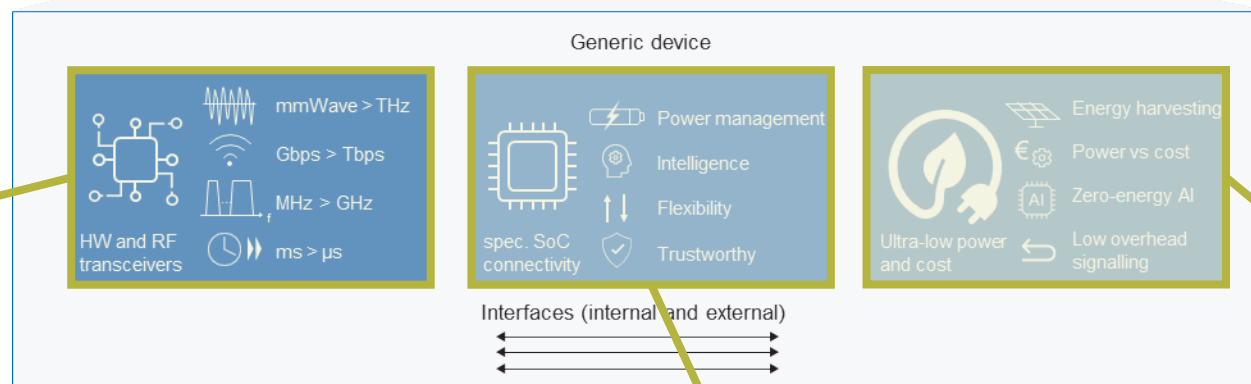 Generic device
mmWave > THz
Gbps > Tbps
MHz > GHz
f
ms > µs
HW and RF
transceivers
Power management
Intelligence
Flexibility
Trustworthy
spec. SoC
connectivity
Energy harvesting
€
Power vs cost
AI
Zero-energy AI
Low overhead
signalling
Ultra-low power
and cost
Interfaces (internal and external)